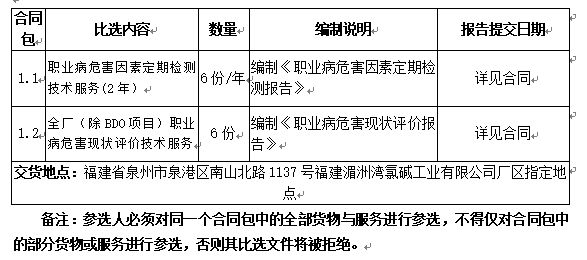 合同包 比选内容 数量 编制说明 报告提交日期
1.1 职业病危害因素定期检测技术服务(2年) 6份/年 编制《职业病危害因素定期检测报告》 详见合同
1.2 全厂（除BDO项目）职业病危害现状评价技术服务 6份 编制《职业病危害现状评价报告》 详见合同
交货地点：福建省泉州市泉港区南山北路1137号福建湄洲湾氯碱工业有限公司厂区指定地
点
备注：参选人必须对同一个合同包中的全部货物与服务进行参选，不得仅对合同包中
的部分货物或服务进行参选，否则其比选文件将被拒绝。